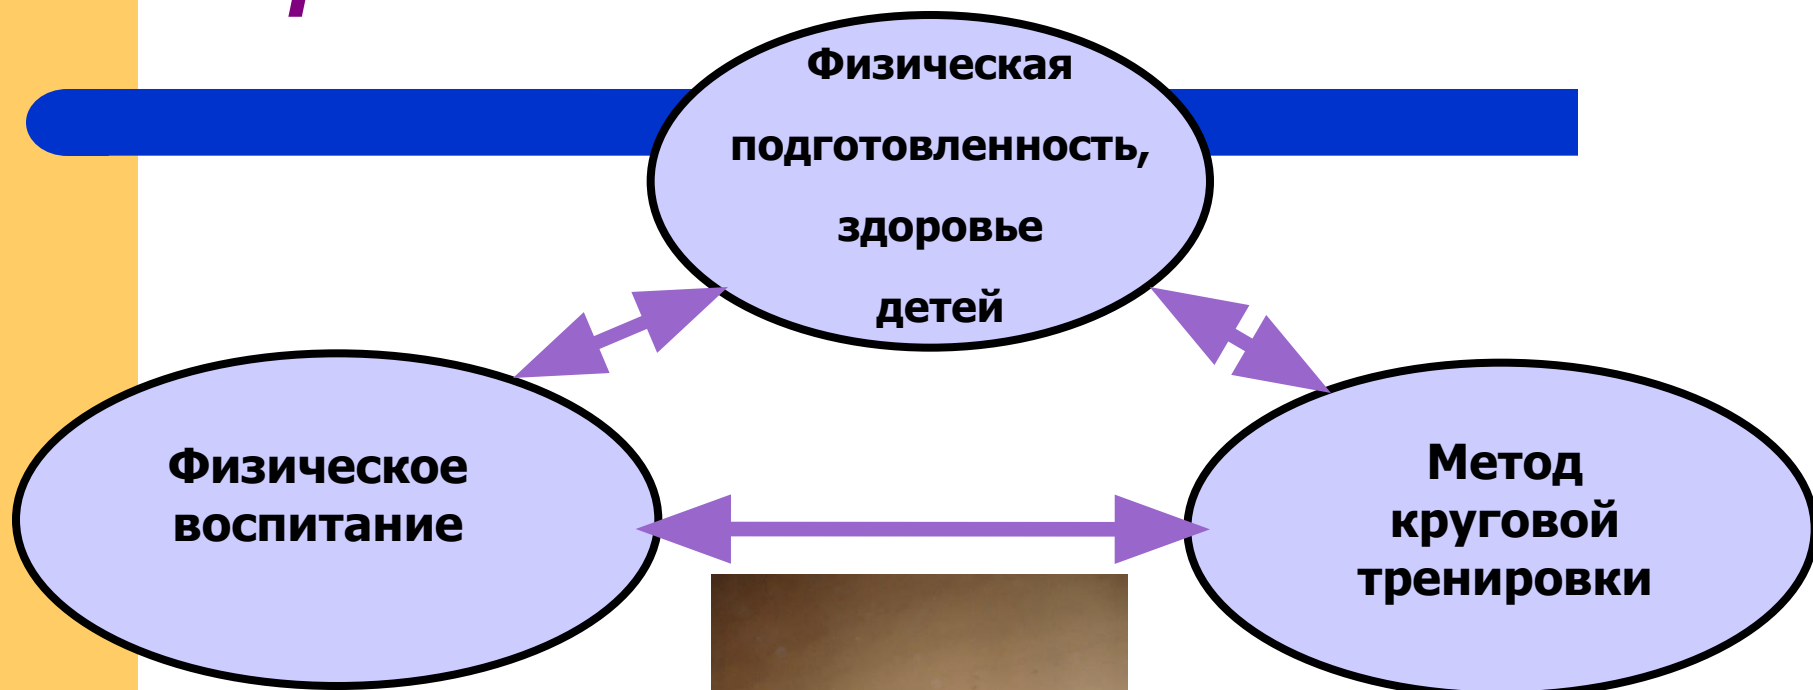 Физическая
подготовленность,
здоровье
детей
Физическое
воспитание
Метод
круговой
тренировки